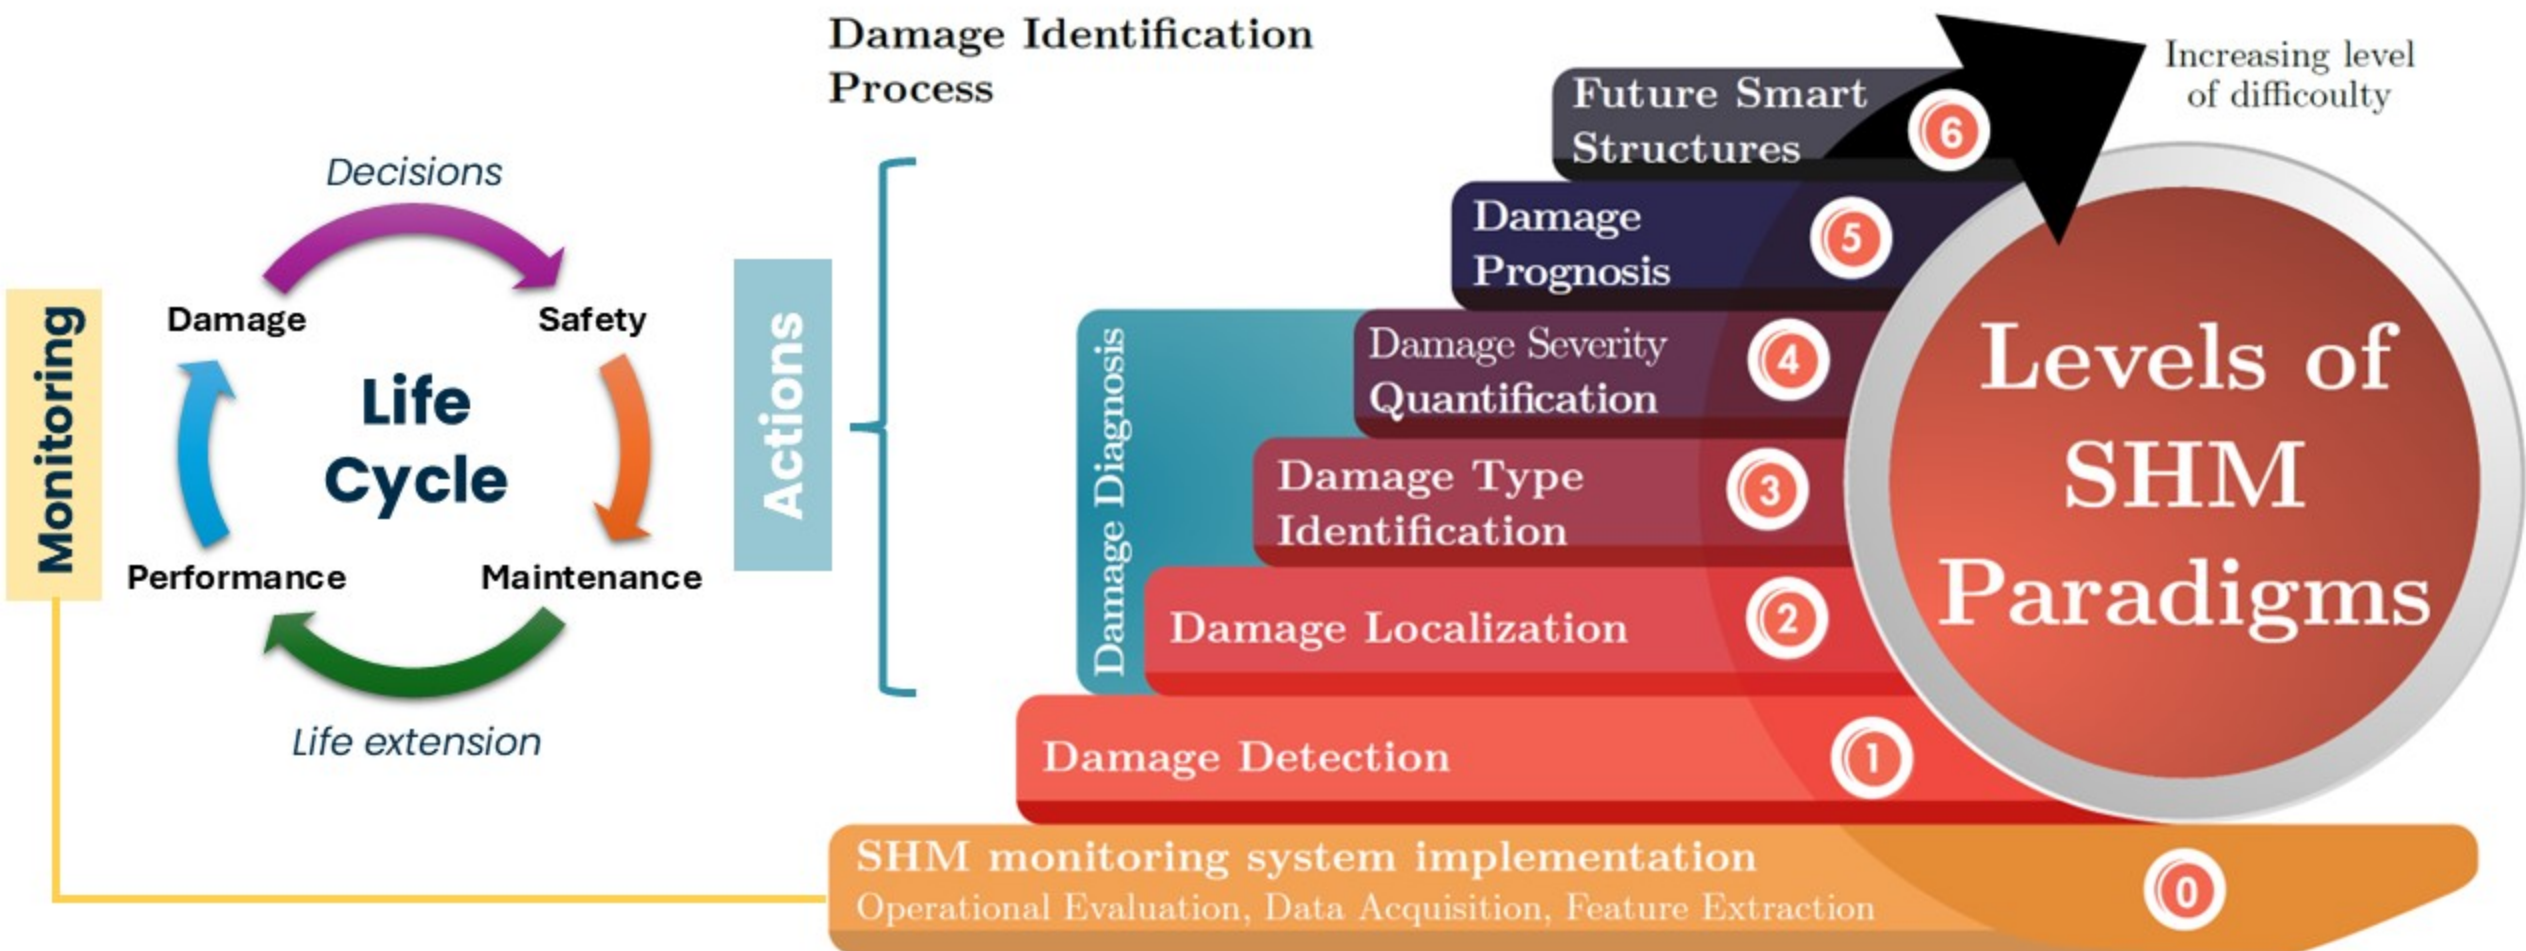 Damage Identification
Process
Increasing level
of difficoulty
Decisions
Damage
Safety
Life
Cycle
Performance
Maintenance
Life extension
Monitoring
Actions
Future Smart
Structures
6
Damage
Prognosis
5
Damage Diagnosis
Damage Severity
Quantification
4
Damage Type
Identification
3
Damage Localization
2
Damage Detection
1
SHM monitoring system implementation
Operational Evaluation, Data Acquisition, Feature Extraction
0
Levels of
SHM
Paradigms